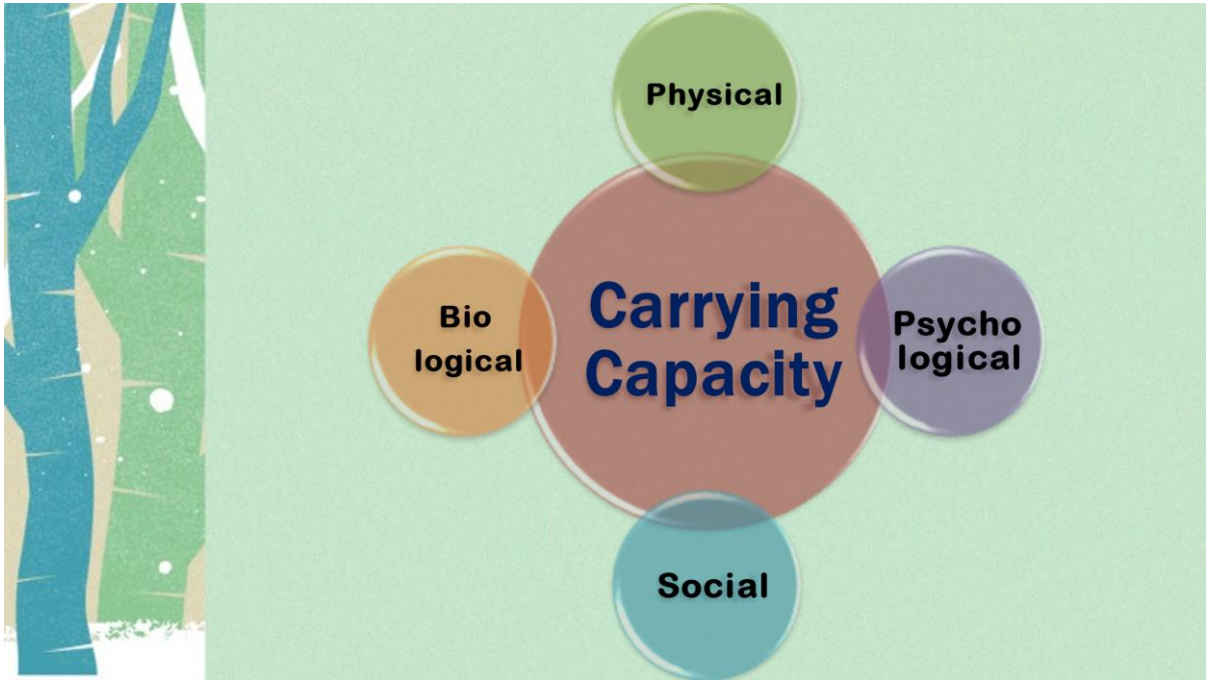 Physical
Bio
logical
Carrying
Capacity
Psycho
logical
Social